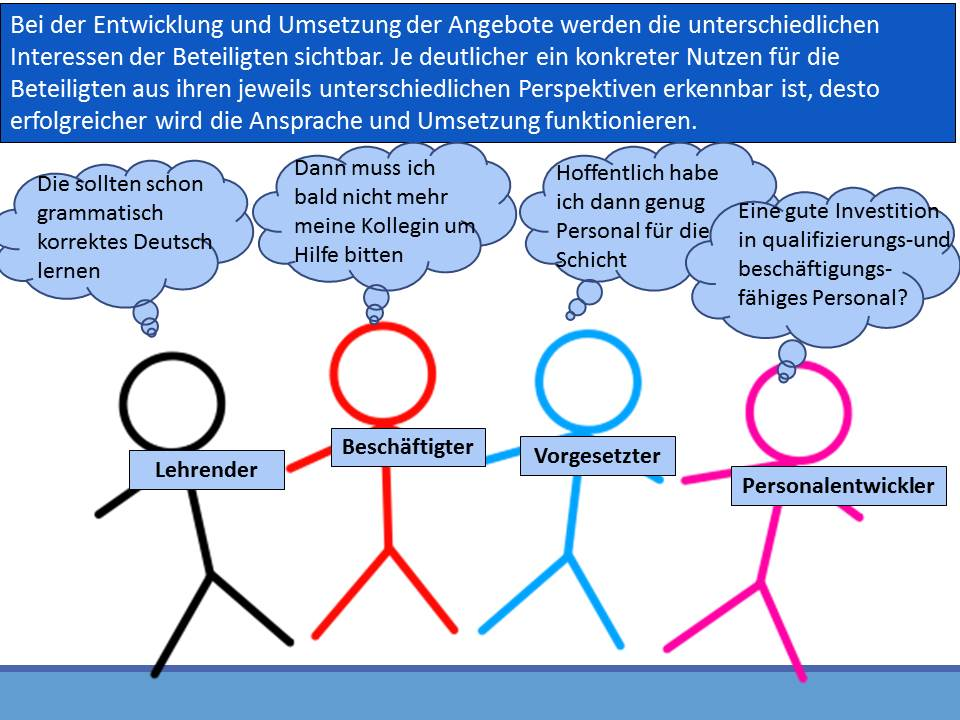 Bei der Entwicklung und Umsetzung der Angebote werden die unterschiedlichen
Interessen der Beteiligten sichtbar. Je deutlicher ein konkreter Nutzen für die
Beteiligten aus ihren jeweils unterschiedlichen Perspektiven erkennbar ist, desto
erfolgreicher wird die Ansprache und Umsetzung funktionieren.
Die sollten schon
grammatisch
korrektes Deutsch
lernen
Dann muss ich
bald nicht mehr
meine Kollegin um
Hilfe bitten
Hoffentlich habe
ich dann genug
Personal für die
Schicht
Eine gute Investition
in qualifizierungs-und
beschäftigungs-
fähiges Personal?
Lehrender
Beschäftigter
Vorgesetzter
Personalentwickler